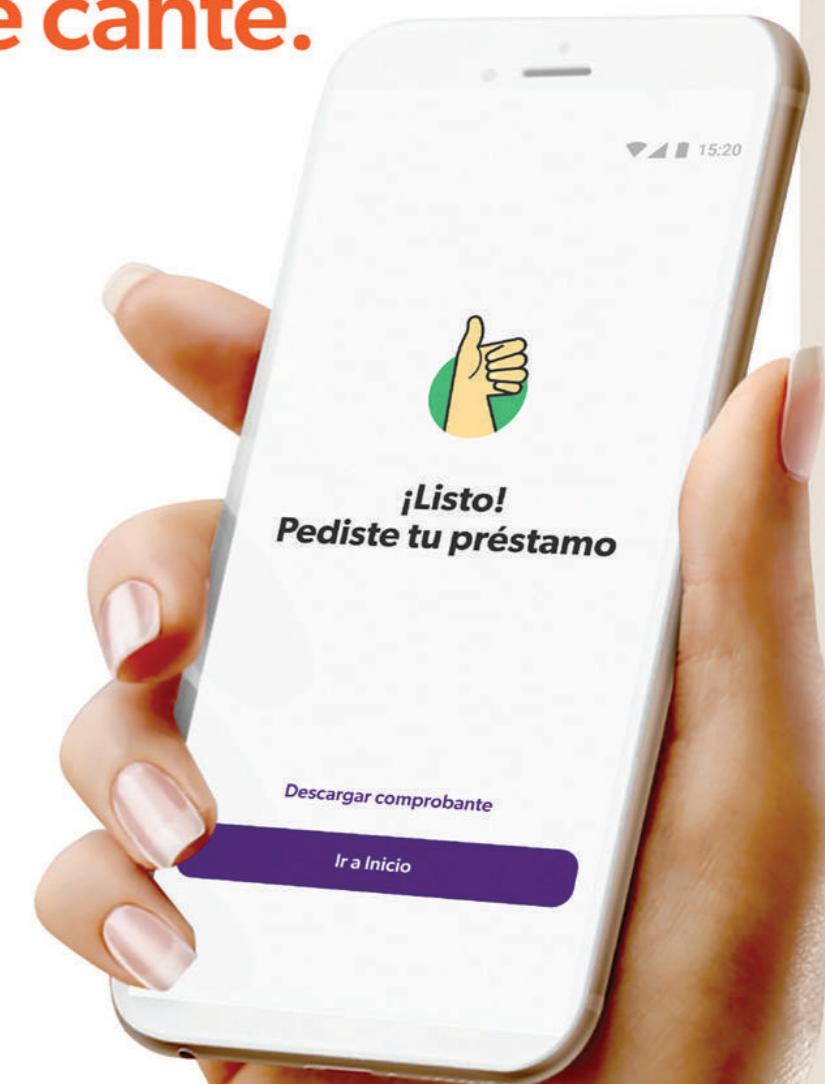 e cante.
15:20
¡Listo!
Pediste tu préstamo
Descargar comprobante
Ir a Inicio